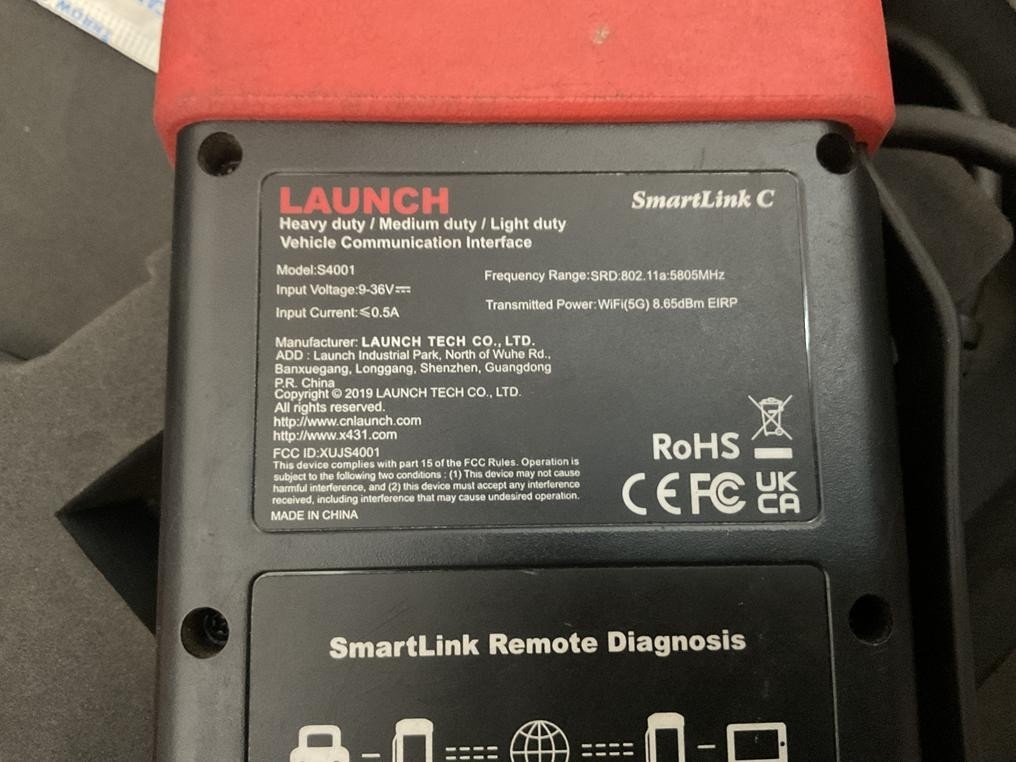 LAUNCH
SmartLink C
Heavy duty / Medium duty / Light duty
Vehicle Communication Interface
Model:S4001
Input Voltage:9-36V⎓
Input Current:⩽0.5A
Frequency Range:SRD:802.11a:5805MHz
Transmitted Power:WiFi(5G) 8.65dBm EIRP
Manufacturer: LAUNCH TECH CO., LTD.
ADD : Launch Industrial Park, North of Wuhe Rd.,
Banxuegang, Longgang, Shenzhen, Guangdong
P.R. China
Copyright © 2019 LAUNCH TECH CO., LTD.
All rights reserved.
http://www.cnlaunch.com
http://www.x431.com
FCC ID:XUJS4001
This device complies with part 15 of the FCC Rules. Operation is
subject to the following two conditions : (1) This device may not cause
harmful interference, and (2) this device must accept any interference
received, including interference that may cause undesired operation.
MADE IN CHINA
RoHS
CE FC UK
CA
SmartLink Remote Diagnosis